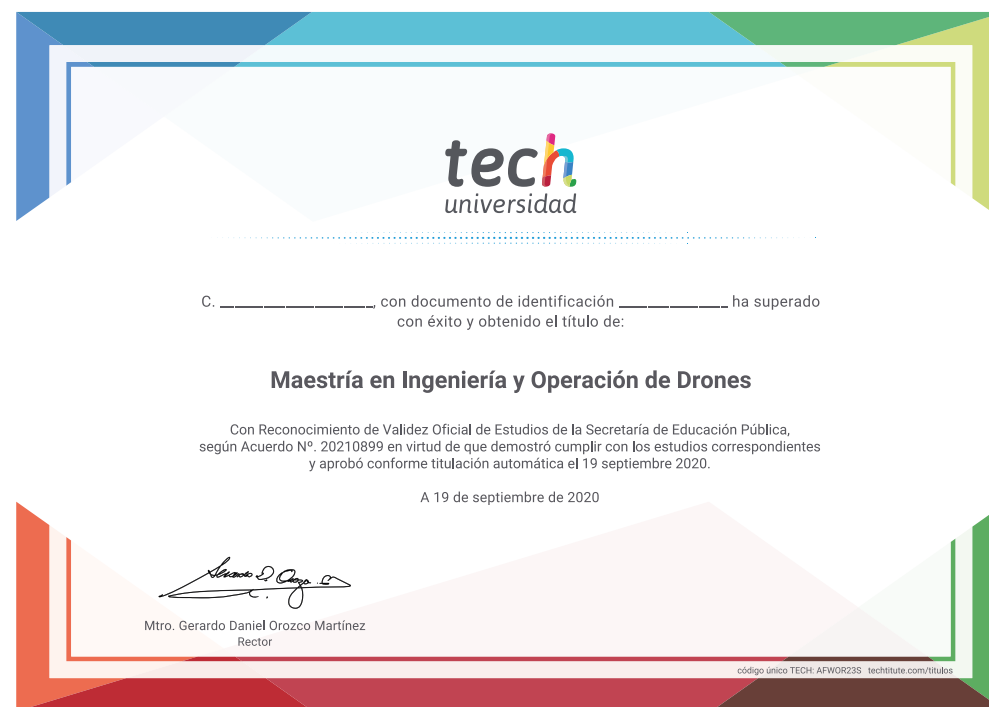 tech
universidad
C. ____________________, con documento de identificación ______________ ha superado
con éxito y obtenido el título de:
Maestría en Ingeniería y Operación de Drones
Con Reconocimiento de Validez Oficial de Estudios de la Secretaría de Educación Pública,
según Acuerdo Nº. 20210899 en virtud de que demostró cumplir con los estudios correspondientes
y aprobó conforme titulación automática el 19 septiembre 2020.
A 19 de septiembre de 2020
Mtro. Gerardo Daniel Orozco Martínez
Rector
código único TECH: AFWOR23S techtitute.com/titulos